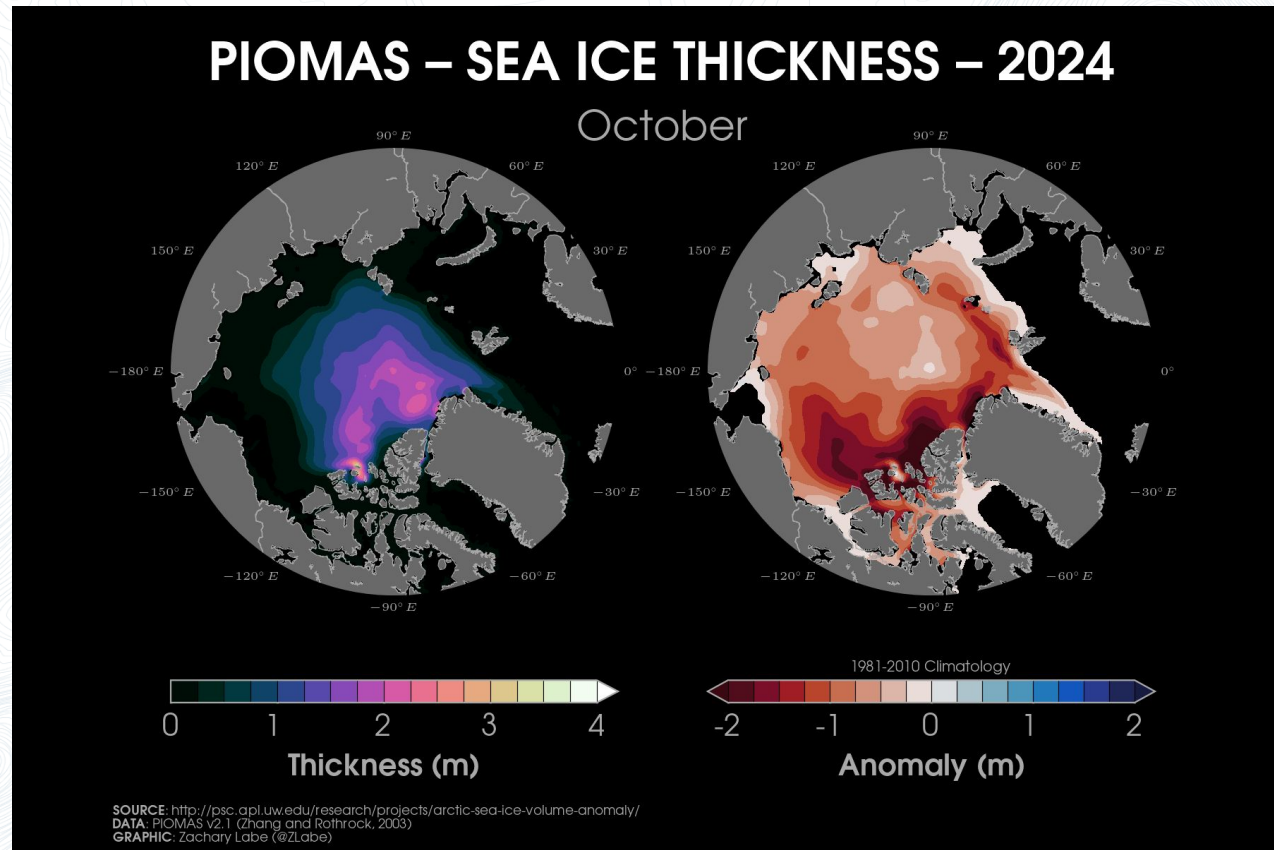 PIOMAS – SEA ICE THICKNESS – 2024
October
90° E
120° E
60° E
150° E
30° E
−180° E
0°
−150° E
−30° E
−120° E
−60° E
−90° E
90° E
120° E
60° E
150° E
30° E
−180° E
0°
−150° E
−30° E
−120° E
−60° E
−90° E
0 1 2 3 4
Thickness (m)
1981-2010 Climatology
-2 -1 0 1 2
Anomaly (m)
SOURCE: http://psc.apl.uw.edu/research/projects/arctic-sea-ice-volume-anomaly/
DATA: PIOMAS v2.1 (Zhang and Rothrock, 2003)
GRAPHIC: Zachary Labe (@ZLabe)